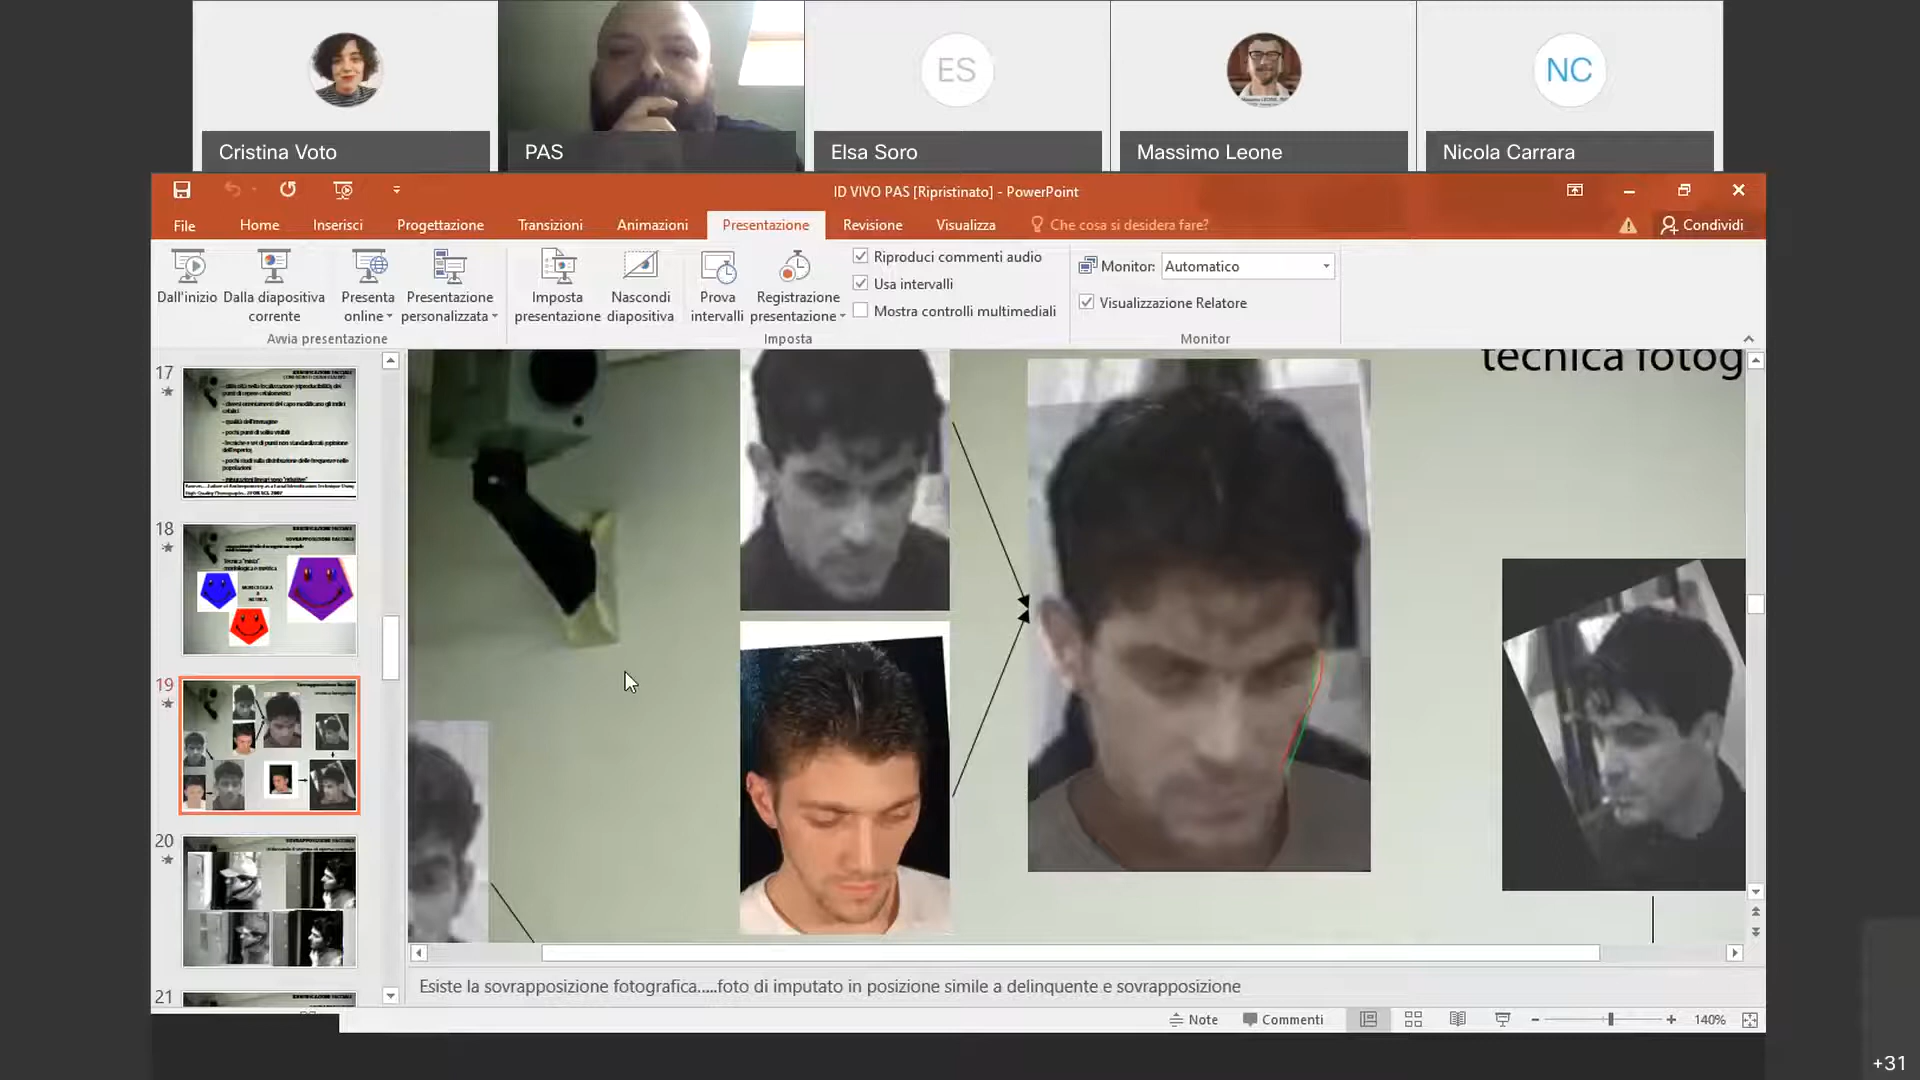 ES
NC
Cristina Voto
PAS
Elsa Soro
Massimo Leone
Nicola Carrara
ID VIVO PAS [Ripristinato] - PowerPoint
File
Home
Inserisci
Progettazione
Transizioni
Animazioni
Presentazione
Revisione
Visualizza
Che cosa si desidera fare?
Condividi
Dall'inizio
Dalla diapositiva
corrente
Presenta
online
Presentazione
personalizzata
Avvia presentazione
Imposta
presentazione
Nascondi
diapositiva
Prova
intervalli
Registrazione
presentazione
Riproduci commenti audio
Usa intervalli
Mostra controlli multimediali
Imposta
Monitor:
Automatico
Visualizzazione Relatore
Monitor
17
18
19
20
21
tecnica fotog
Esiste la sovrapposizione fotografica.....foto di imputato in posizione simile a delinquente e sovrapposizione
Note
Commenti
140%
+31